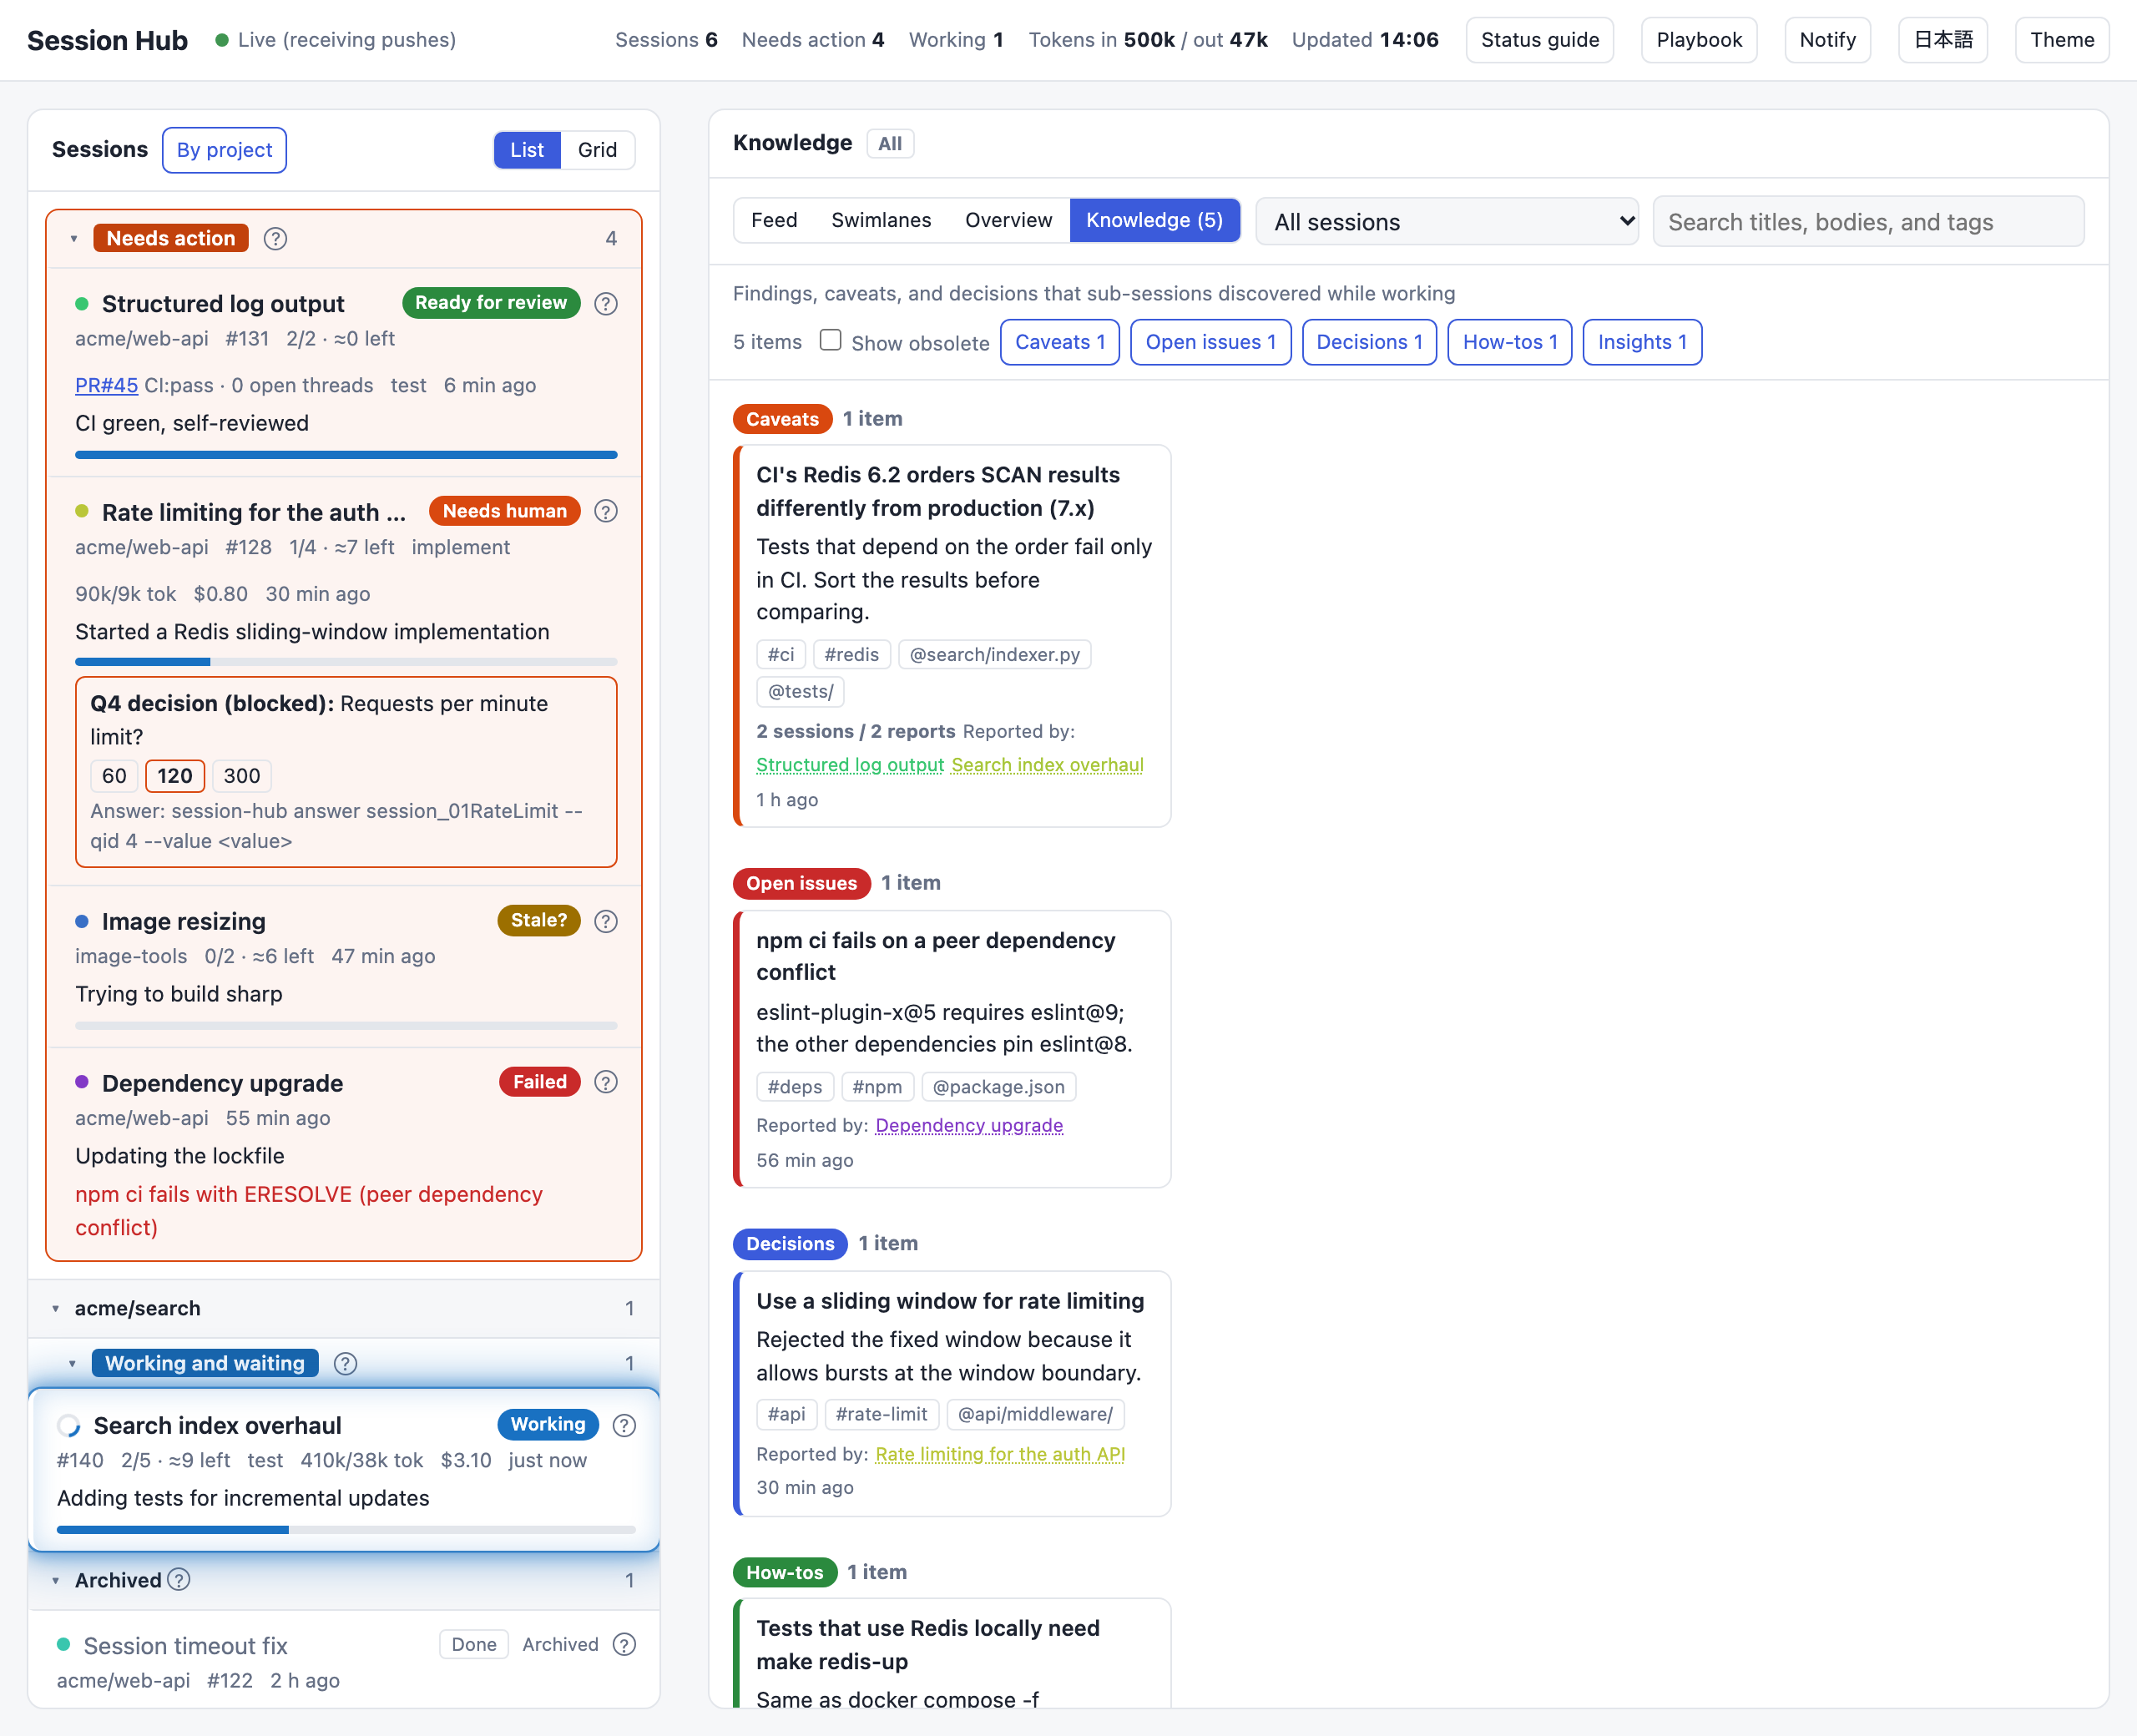 Session Hub
Live (receiving pushes)
Sessions 6
Needs action 4
Working 1
Tokens in 500k / out 47k
Updated 14:06
Status guide
Playbook
Notify
日本語
Theme
Sessions
By project
List
Grid
Needs action ?
4
Structured log output
Ready for review ?
acme/web-api #131 2/2 · ≈0 left
PR#45 CI:pass · 0 open threads test 6 min ago
CI green, self-reviewed
Rate limiting for the auth ...
Needs human ?
acme/web-api #128 1/4 · ≈7 left implement
90k/9k tok $0.80 30 min ago
Started a Redis sliding-window implementation
Q4 decision (blocked): Requests per minute
limit?
60 120 300
Answer: session-hub answer session_01RateLimit --
qid 4 --value <value>
Image resizing
Stale? ?
image-tools 0/2 · ≈6 left 47 min ago
Trying to build sharp
Dependency upgrade
Failed ?
acme/web-api 55 min ago
Updating the lockfile
npm ci fails with ERESOLVE (peer dependency
conflict)
acme/search
1
Working and waiting ?
1
Search index overhaul
Working ?
#140 2/5 · ≈9 left test 410k/38k tok $3.10 just now
Adding tests for incremental updates
Archived ?
1
Session timeout fix
Done Archived ?
acme/web-api #122 2 h ago
Knowledge
All
Feed
Swimlanes
Overview
Knowledge (5)
All sessions
Search titles, bodies, and tags
Findings, caveats, and decisions that sub-sessions discovered while working
5 items
Show obsolete
Caveats 1
Open issues 1
Decisions 1
How-tos 1
Insights 1
Caveats 1 item
CI's Redis 6.2 orders SCAN results
differently from production (7.x)
Tests that depend on the order fail only
in CI. Sort the results before
comparing.
#ci #redis @search/indexer.py
@tests/
2 sessions / 2 reports Reported by:
Structured log output Search index overhaul
1 h ago
Open issues 1 item
npm ci fails on a peer dependency
conflict
eslint-plugin-x@5 requires eslint@9;
the other dependencies pin eslint@8.
#deps #npm @package.json
Reported by: Dependency upgrade
56 min ago
Decisions 1 item
Use a sliding window for rate limiting
Rejected the fixed window because it
allows bursts at the window boundary.
#api #rate-limit @api/middleware/
Reported by: Rate limiting for the auth API
30 min ago
How-tos 1 item
Tests that use Redis locally need
make redis-up
Same as docker compose -f